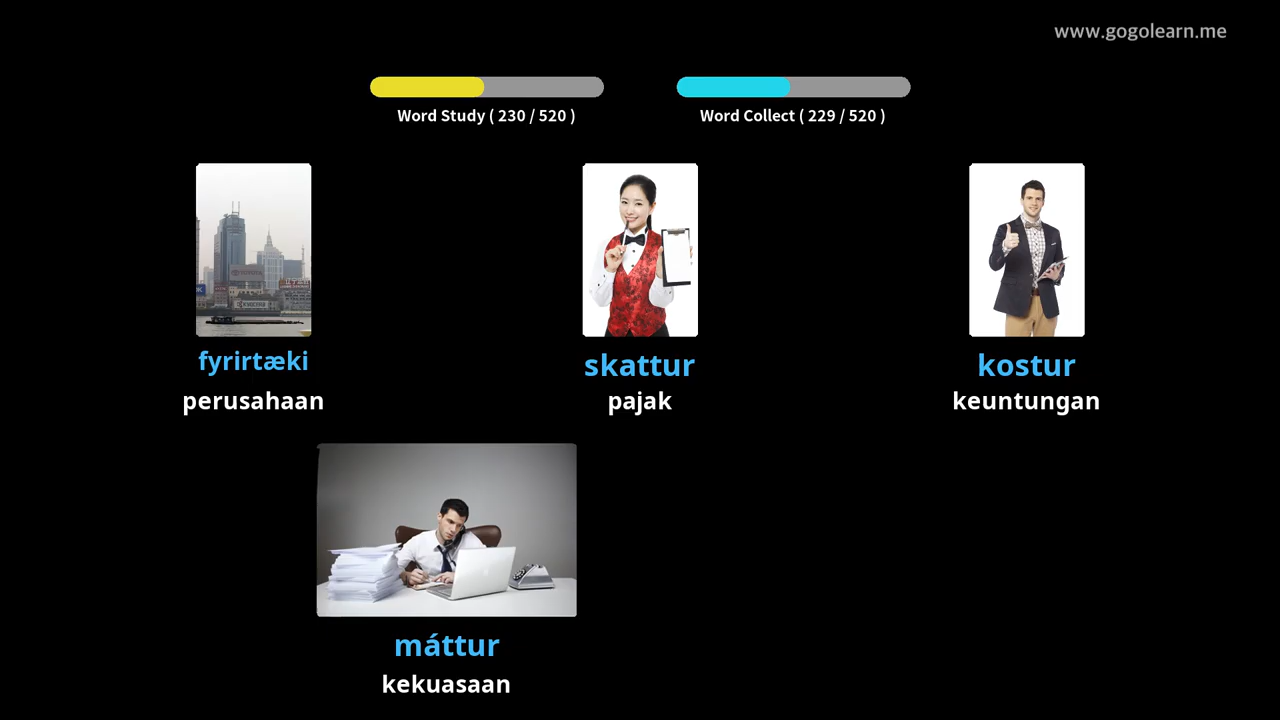 www.gogolearn.me
Word Study ( 230 / 520 )
Word Collect ( 229 / 520 )
TOYOTA
fyrirtæki
skattur
kostur
perusahaan
pajak
keuntungan
máttur
kekuasaan